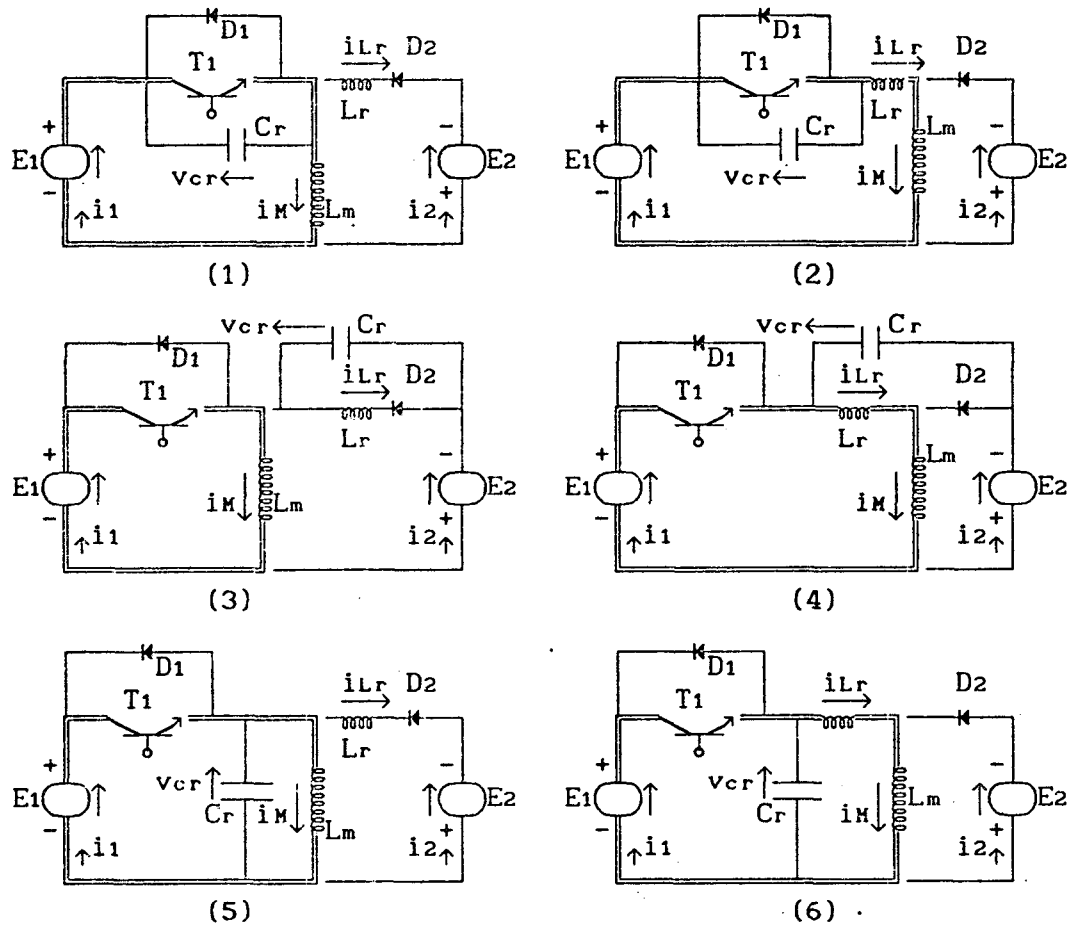 D1
T1
iLr
D2
+
Cr
Lr
-
E1
vcr
E2
-
iM
Lm
+
i1
i2
(1)
D1
T1
iLr
D2
+
Cr
Lr
-
Lm
E1
vcr
iM
E2
-
+
i1
i2
(2)
vcr
Cr
D1
T1
iLr
D2
+
Lr
-
E1
iM
Lm
E2
-
+
i1
i2
(3)
vcr
Cr
D1
T1
iLr
D2
+
Lr
-
Lm
E1
iM
E2
-
+
i1
i2
(4)
D1
T1
iLr
D2
+
Lr
-
vcr
E1
Cr
iM
Lm
E2
-
+
i1
i2
(5)
D1
T1
iLr
D2
+
-
vcr
E1
Cr
iM
Lm
E2
-
+
i1
i2
(6)